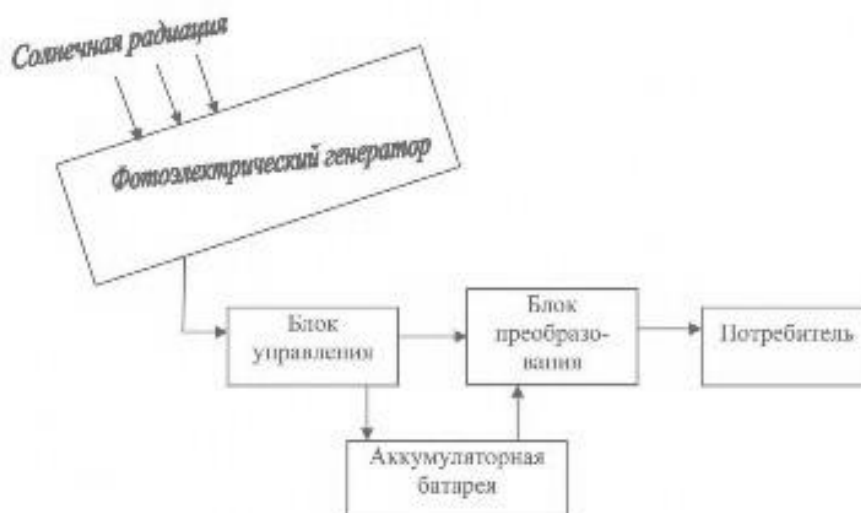 Солнечная радиация
Фотоэлектрический генератор
Блок
управления
Блок
преобразо-
вания
Потребитель
Аккумуляторная
батарея